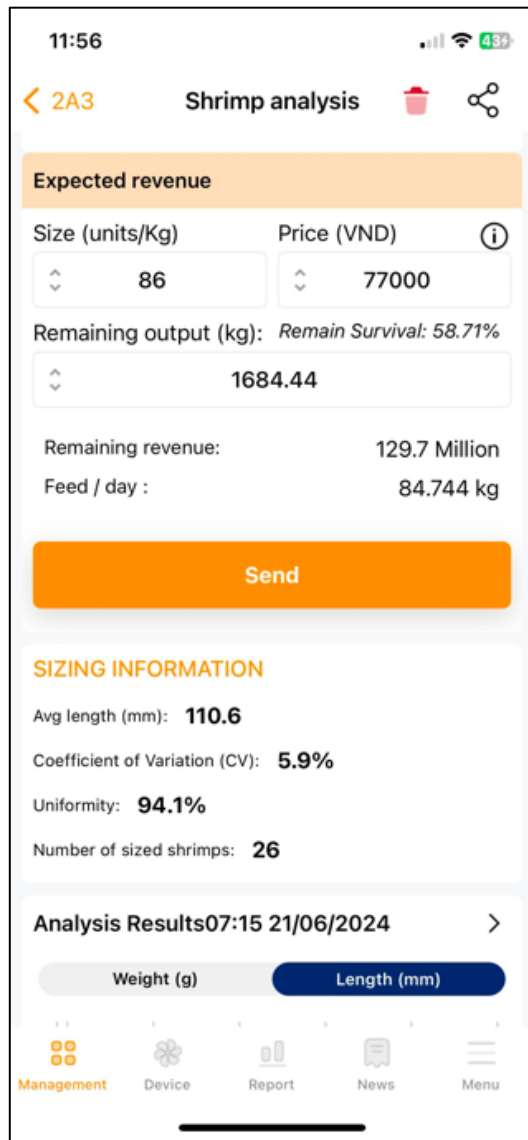 11:56
43
2A3 Shrimp analysis
Expected revenue
Size (units/Kg) Price (VND)
86 77000
Remaining output (kg): Remain Survival: 58.71%
1684.44
Remaining revenue: 129.7 Million
Feed / day : 84.744 kg
Send
SIZING INFORMATION
Avg length (mm): 110.6
Coefficient of Variation (CV): 5.9%
Uniformity: 94.1%
Number of sized shrimps: 26
Analysis Results07:15 21/06/2024
Weight (g) Length (mm)
Management Device Report News Menu